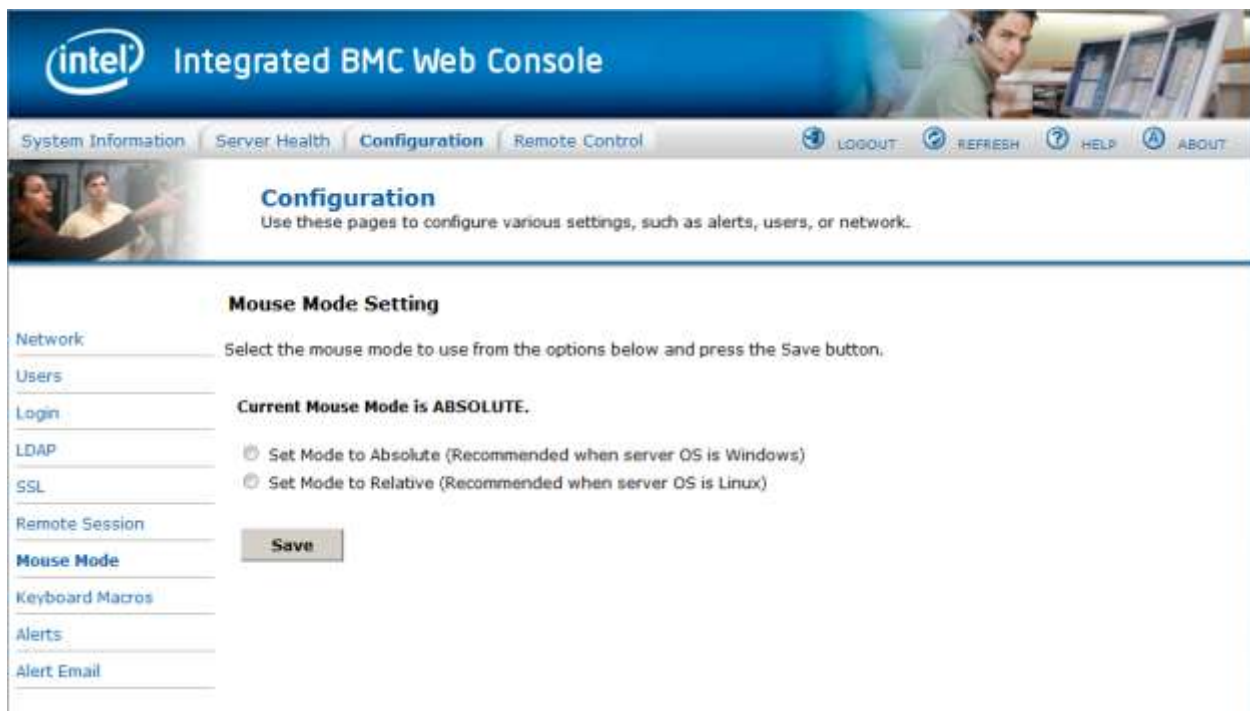 intel Integrated BMC Web Console
System Information Server Health Configuration Remote Control LOGOUT REFRESH HELP ABOUT
Configuration
Use these pages to configure various settings, such as alerts, users, or network.
Mouse Mode Setting
Select the mouse mode to use from the options below and press the Save button.
Current Mouse Mode is ABSOLUTE.
Set Mode to Absolute (Recommended when server OS is Windows)
Set Mode to Relative (Recommended when server OS is Linux)
Save
Network
Users
Login
LDAP
SSL
Remote Session
Mouse Mode
Keyboard Macros
Alerts
Alert Email